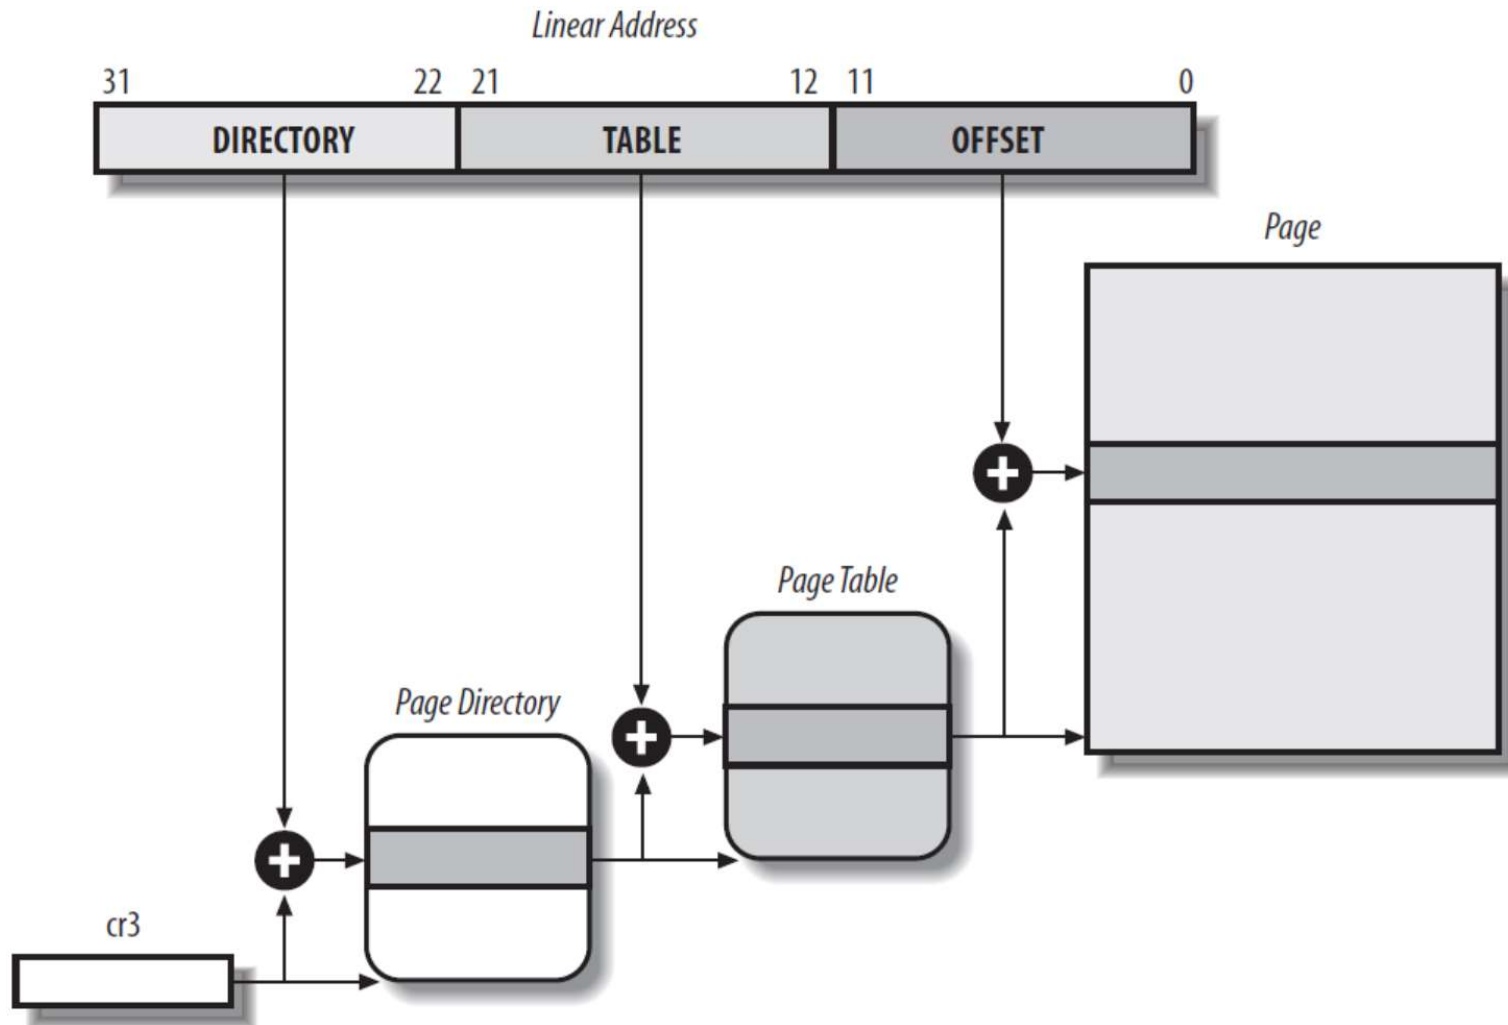 Linear Address
31 22 21 12 11 0
DIRECTORY TABLE OFFSET
Page
Page Table
Page Directory
cr3